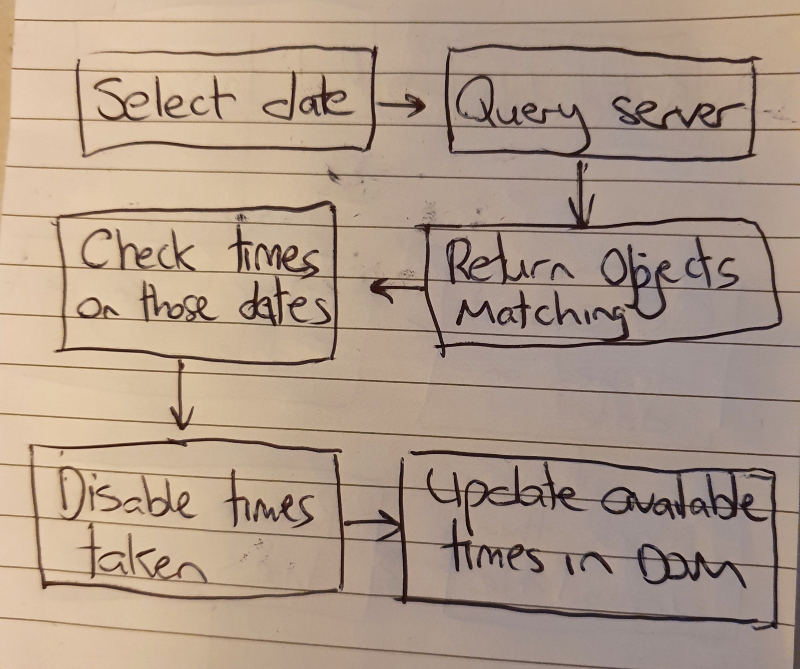 Select date
Query server
Return Objects
Matching
Check times
on those dates
Disable times
taken
Update available
times in DOM